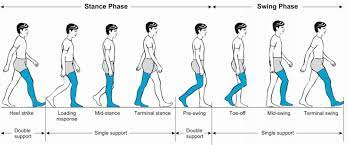 Stance Phase
Swing Phase
Heel strike
Loading response
Mid-stance
Terminal stance
Pre-swing
Toe-off
Mid-swing
Terminal swing
Double support
Single support
Double support
Single support